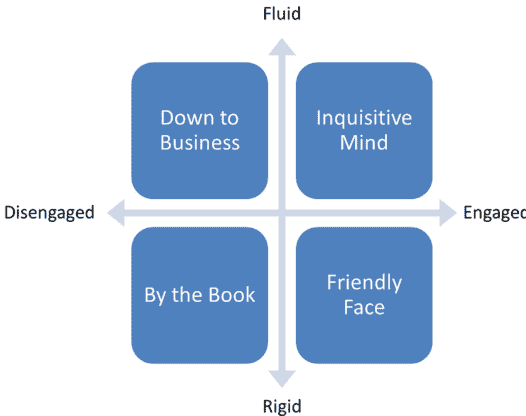 Fluid
Down to
Business
Inquisitive
Mind
Disengaged
Engaged
By the Book
Friendly
Face
Rigid